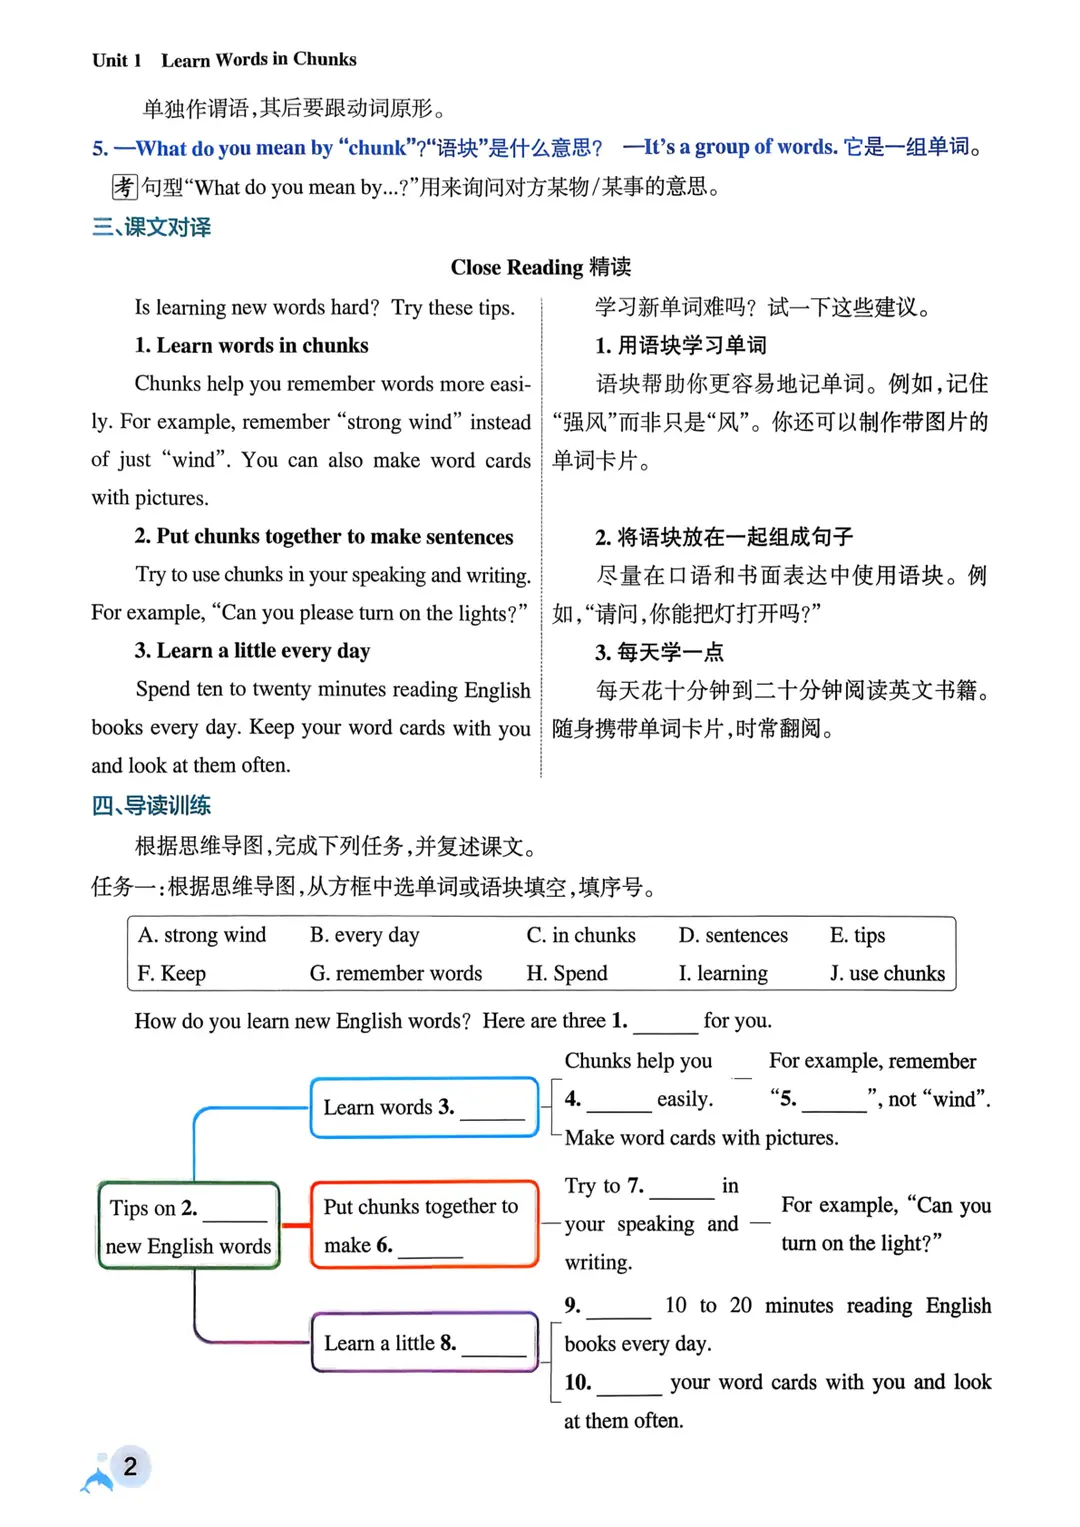 Unit 1 Learn Words in Chunks
单独作谓语,其后要跟动词原形。
5. —What do you mean by “chunk”?“语块”是什么意思? —It’s a group of words. 它是一组单词。
考 句型“What do you mean by...?”用来询问对方某物/某事的意思。
三、课文对译
Close Reading 精读
Is learning new words hard? Try these tips.
1. Learn words in chunks
Chunks help you remember words more easi-
ly. For example, remember “strong wind” instead
of just “wind”. You can also make word cards
with pictures.
2. Put chunks together to make sentences
Try to use chunks in your speaking and writing.
For example, “Can you please turn on the lights?”
3. Learn a little every day
Spend ten to twenty minutes reading English
books every day. Keep your word cards with you
and look at them often.
学习新单词难吗? 试一下这些建议。
1. 用语块学习单词
语块帮助你更容易地记单词。例如,记住
“强风”而非只是“风”。你还可以制作带图片的
单词卡片。
2. 将语块放在一起组成句子
尽量在口语和书面表达中使用语块。例
如,“请问,你能把灯打开吗?”
3. 每天学一点
每天花十分钟到二十分钟阅读英文书籍。
随身携带单词卡片,时常翻阅。
四、导读训练
根据思维导图,完成下列任务,并复述课文。
任务一:根据思维导图,从方框中选单词或语块填空,填序号。
A. strong wind B. every day C. in chunks D. sentences E. tips
F. Keep G. remember words H. Spend I. learning J. use chunks
How do you learn new English words? Here are three 1. ______ for you.
Tips on 2. ______
new English words
Learn words 3. ______
Chunks help you
4. ______ easily.
For example, remember
“5. ______”, not “wind”.
Make word cards with pictures.
Put chunks together to
make 6. ______
Try to 7. ______ in
your speaking and
writing.
For example, “Can you
turn on the light?”
Learn a little 8. ______
9. ______ 10 to 20 minutes reading English
books every day.
10. ______ your word cards with you and look
at them often.
2